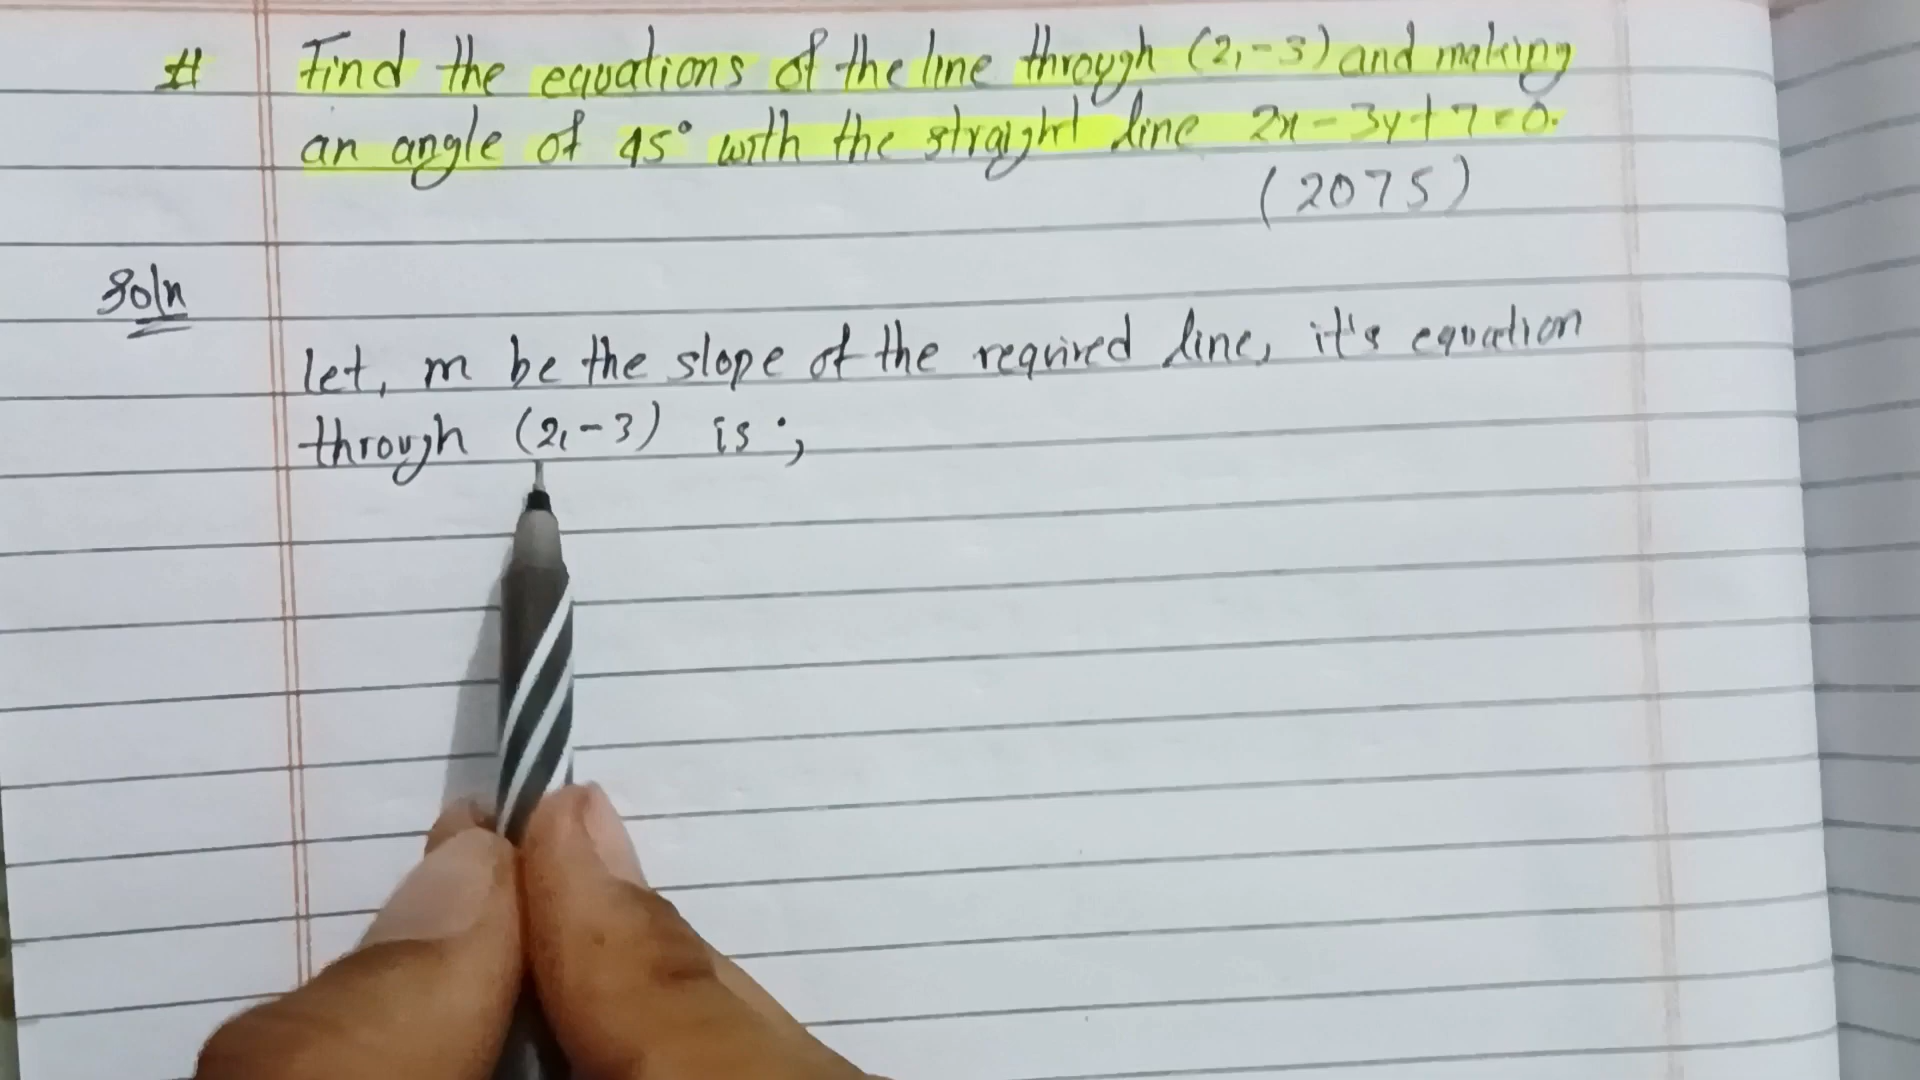 # Find the equations of the line through (2,-3) and making
an angle of 45° with the straight line 2x-3y+7=0.
(2075)
Soln
let, m be the slope of the required line, it's equation
through (2,-3) is ;